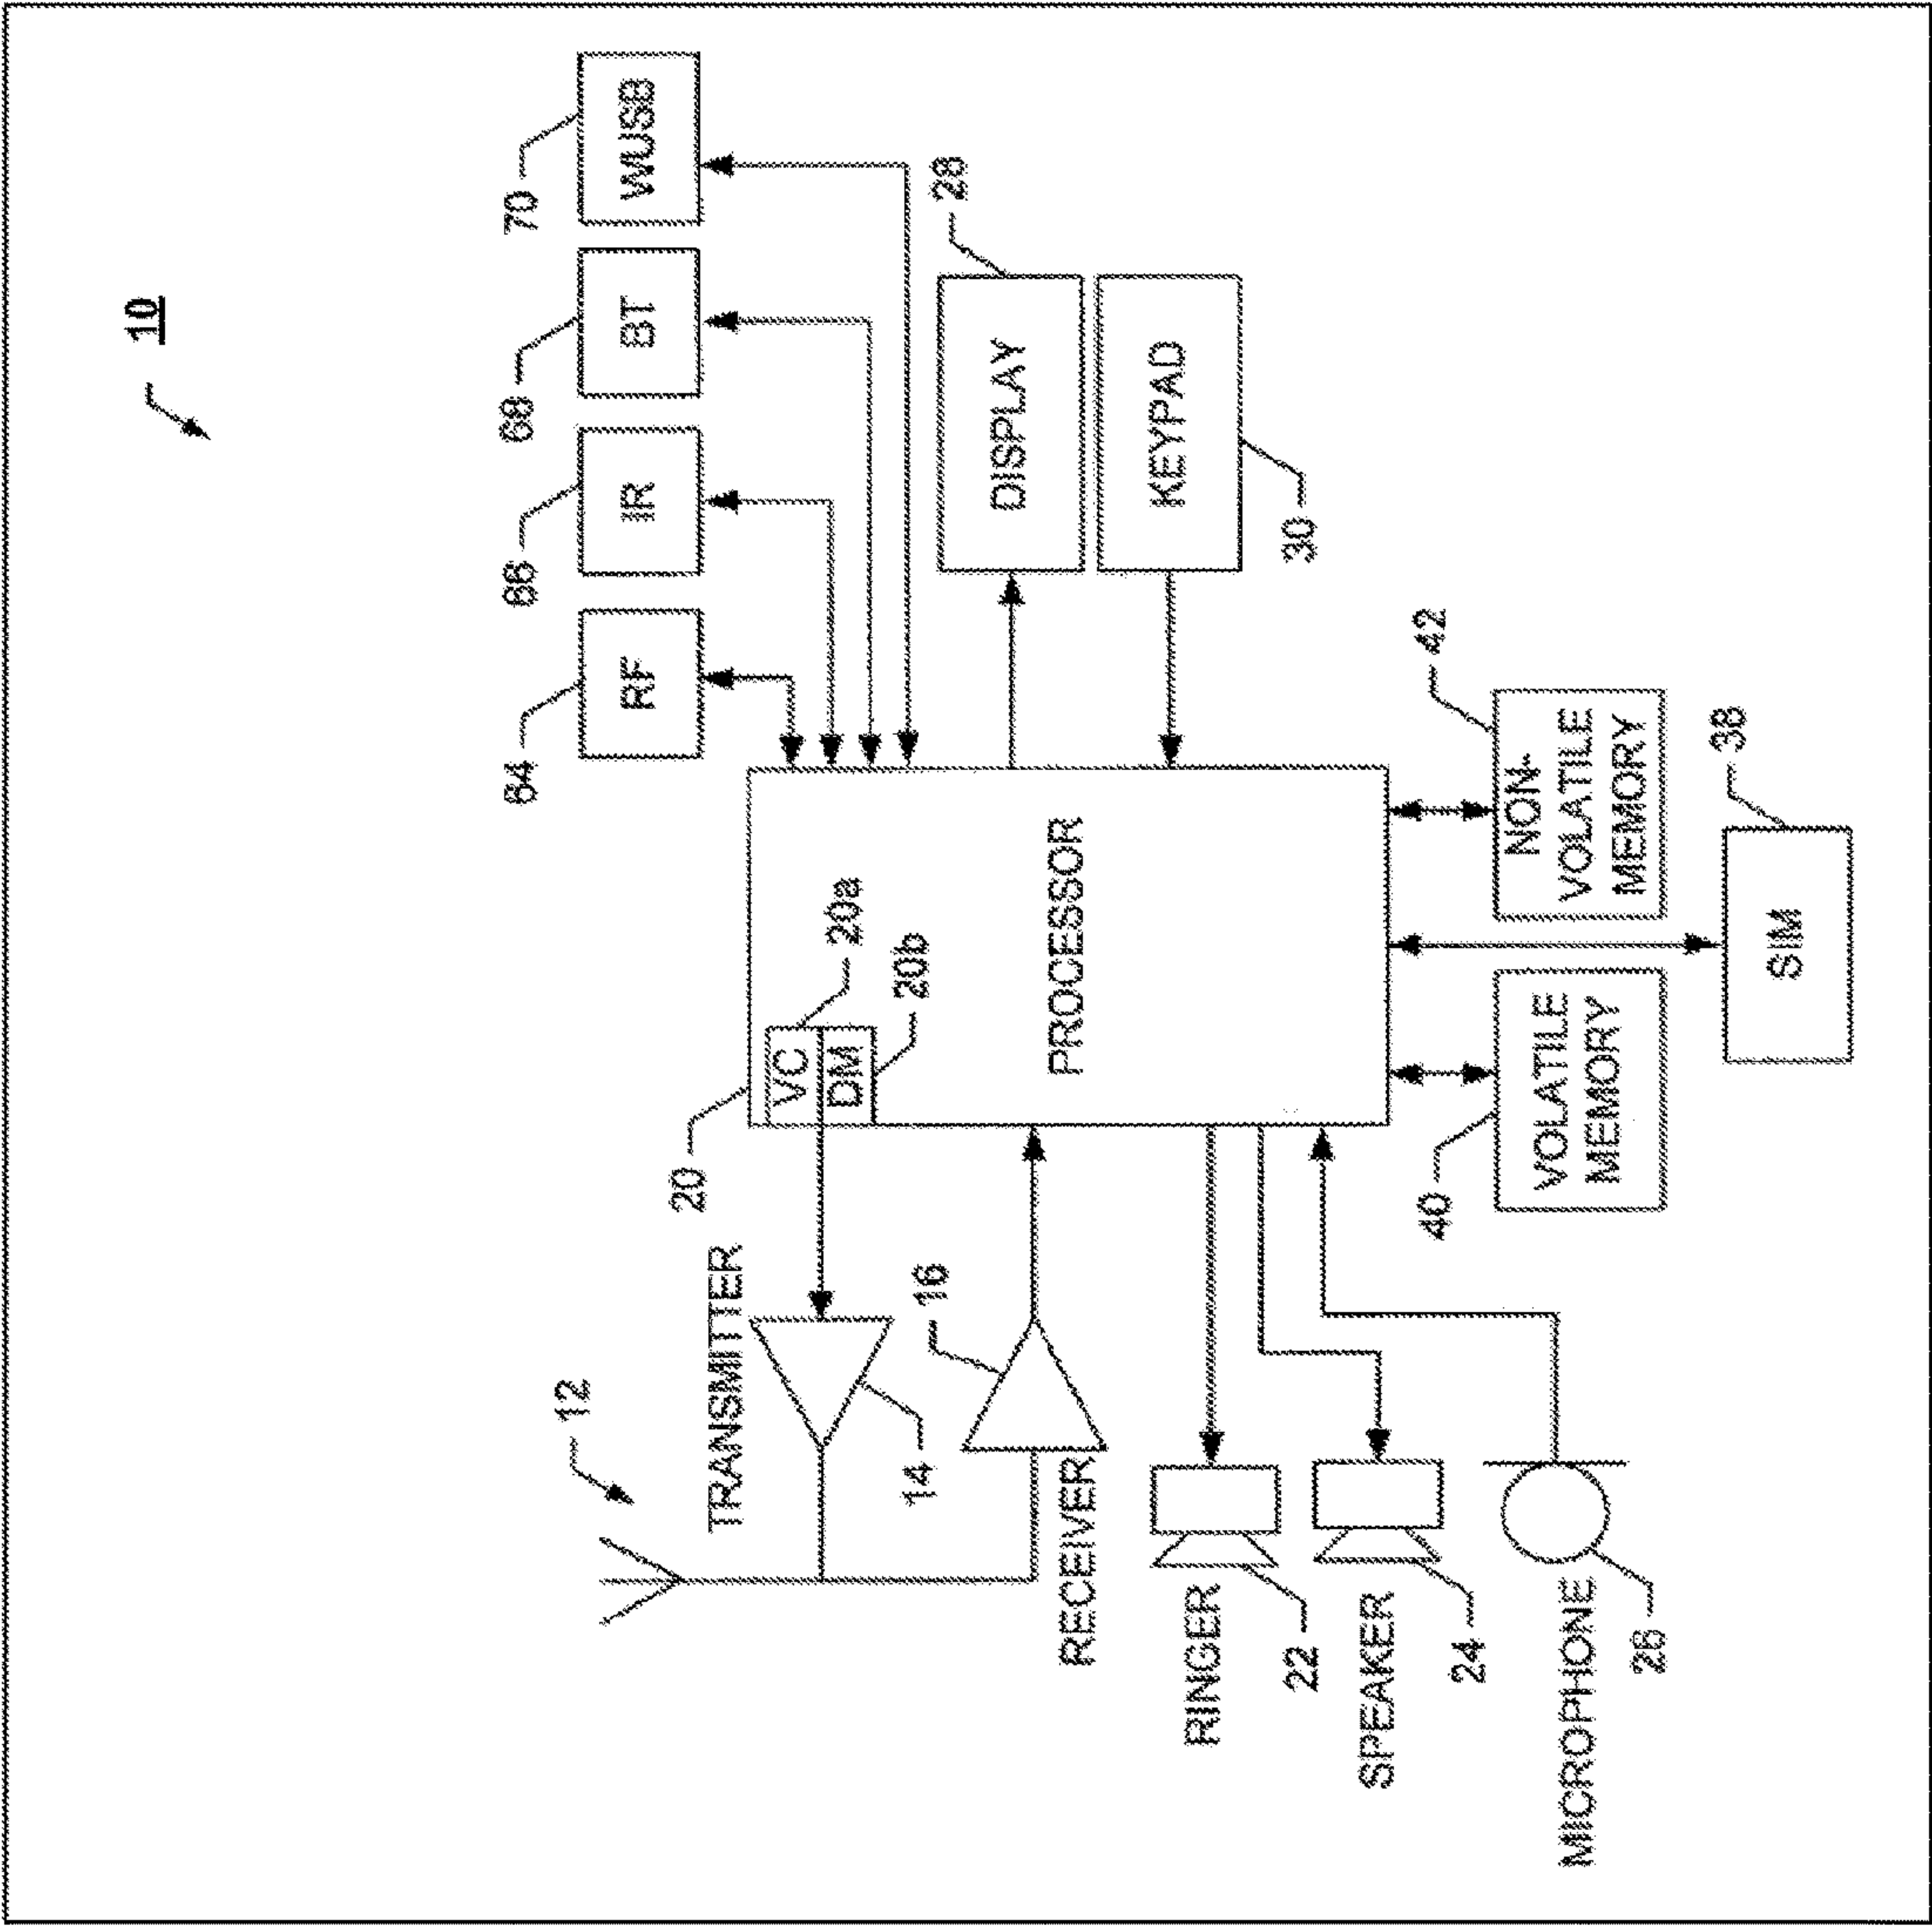 10
12
64
66
68
70
RF
IR
BT
WUSB
20
TRANSMITTER
VC
20a
DM
20b
14
16
28
DISPLAY
RECEIVER
PROCESSOR
KEYPAD
30
RINGER
22
SPEAKER
24
40
42
VOLATILE
MEMORY
NON-
VOLATILE
MEMORY
MICROPHONE
26
38
SIM